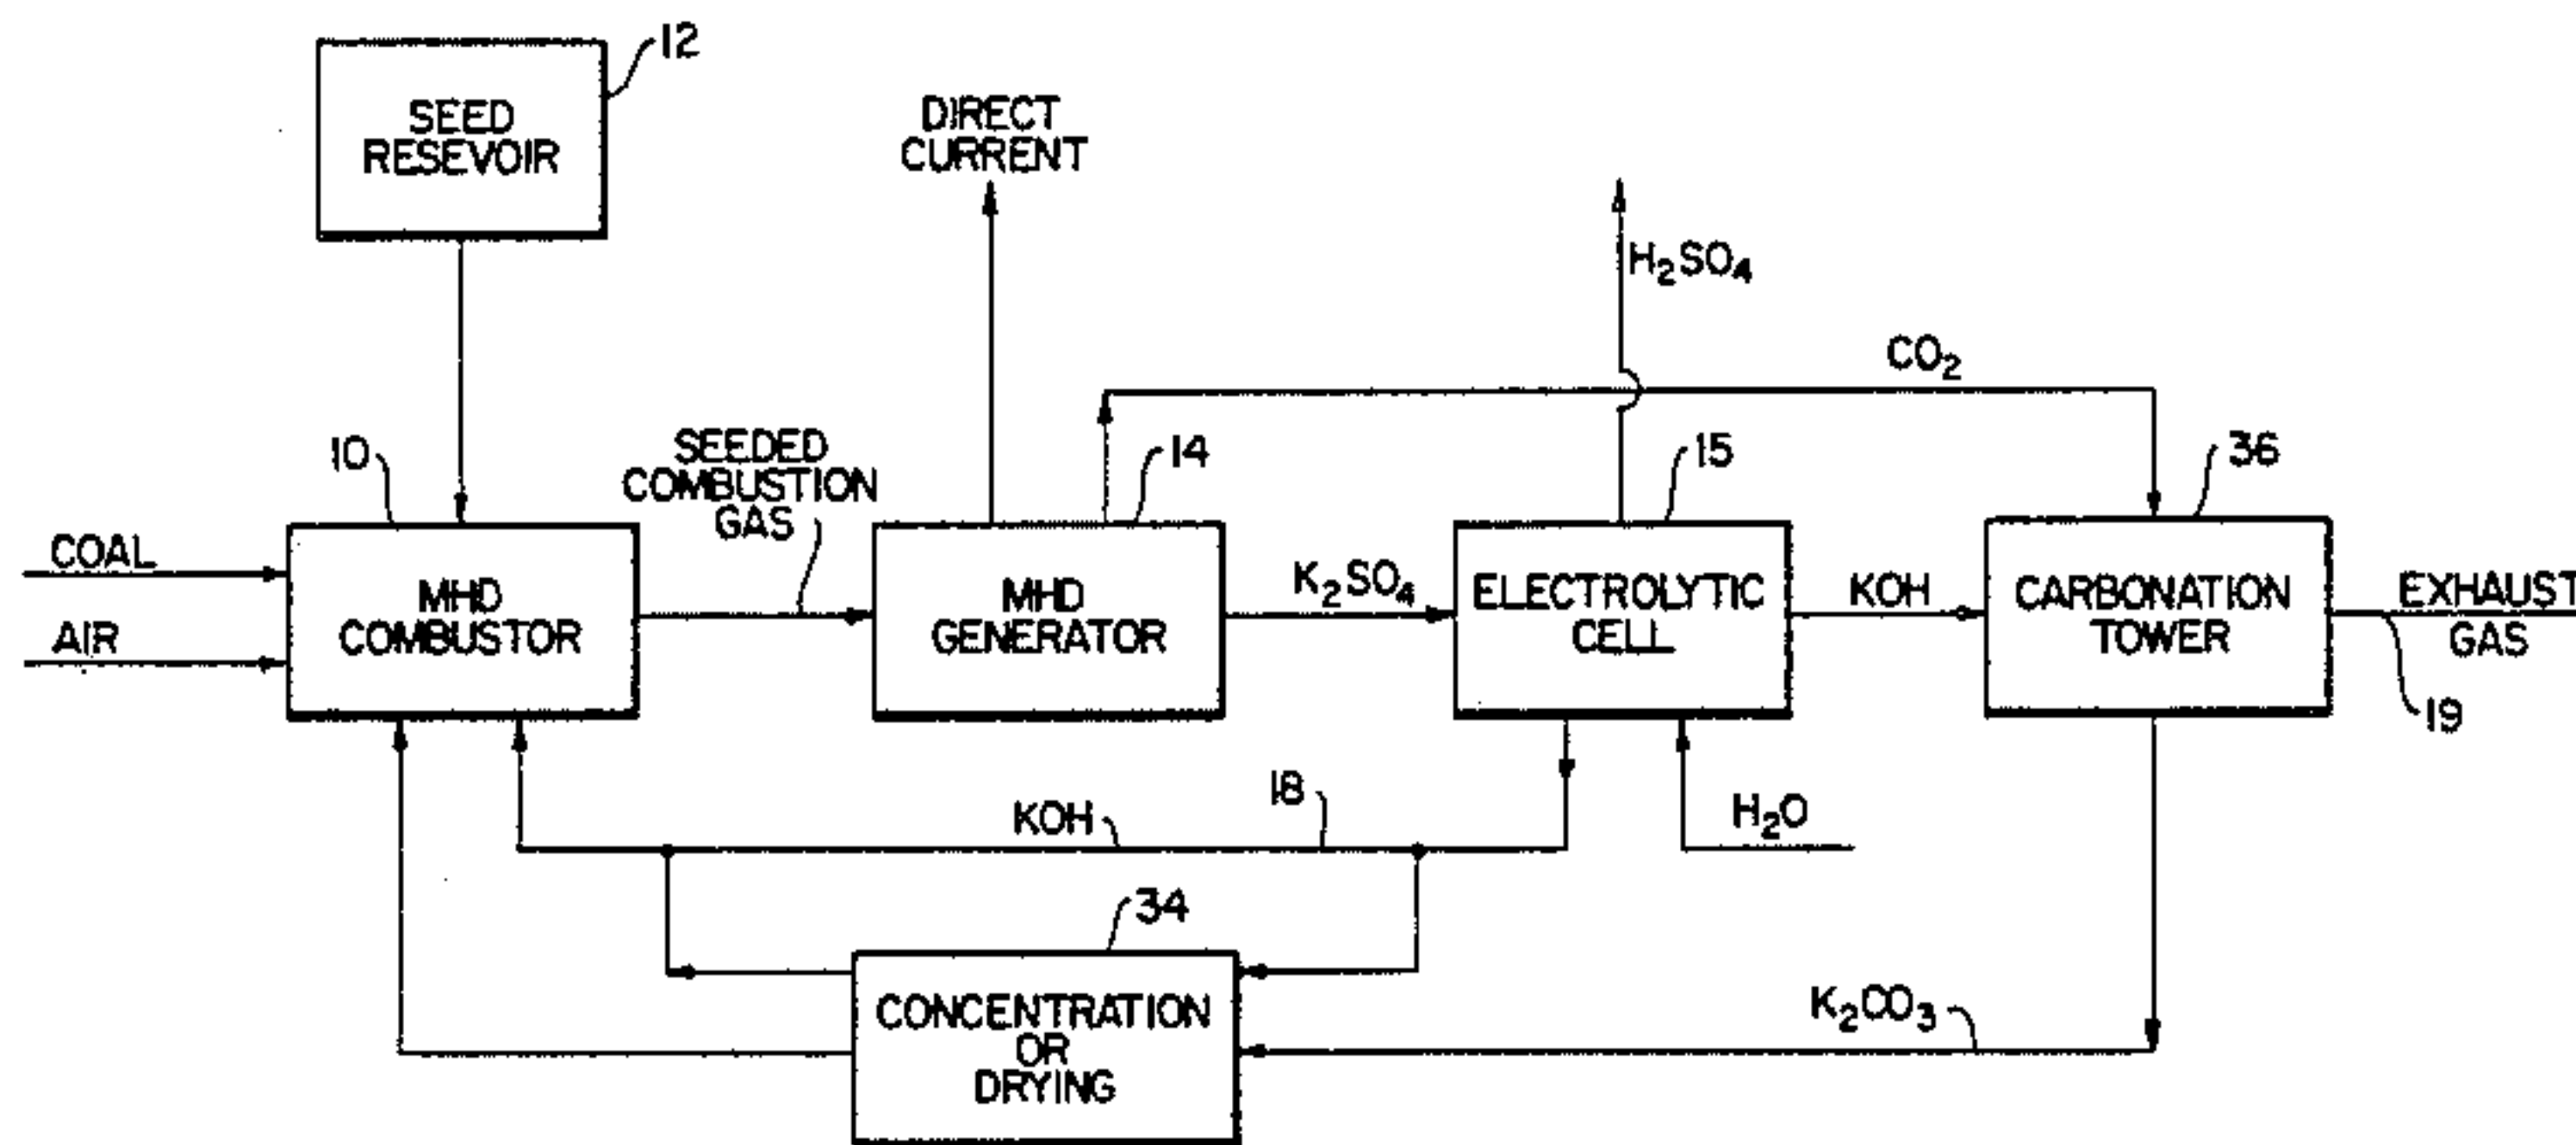 12
SEED
RESEVOIR
DIRECT
CURRENT
H₂SO₄
CO₂
10
SEEDED
COMBUSTION
GAS
14
15
36
COAL
AIR
MHD
COMBUSTOR
MHD
GENERATOR
K₂SO₄
ELECTROLYTIC
CELL
KOH
CARBONATION
TOWER
EXHAUST
GAS
19
KOH
18
H₂O
34
CONCENTRATION
OR
DRYING
K₂CO₃